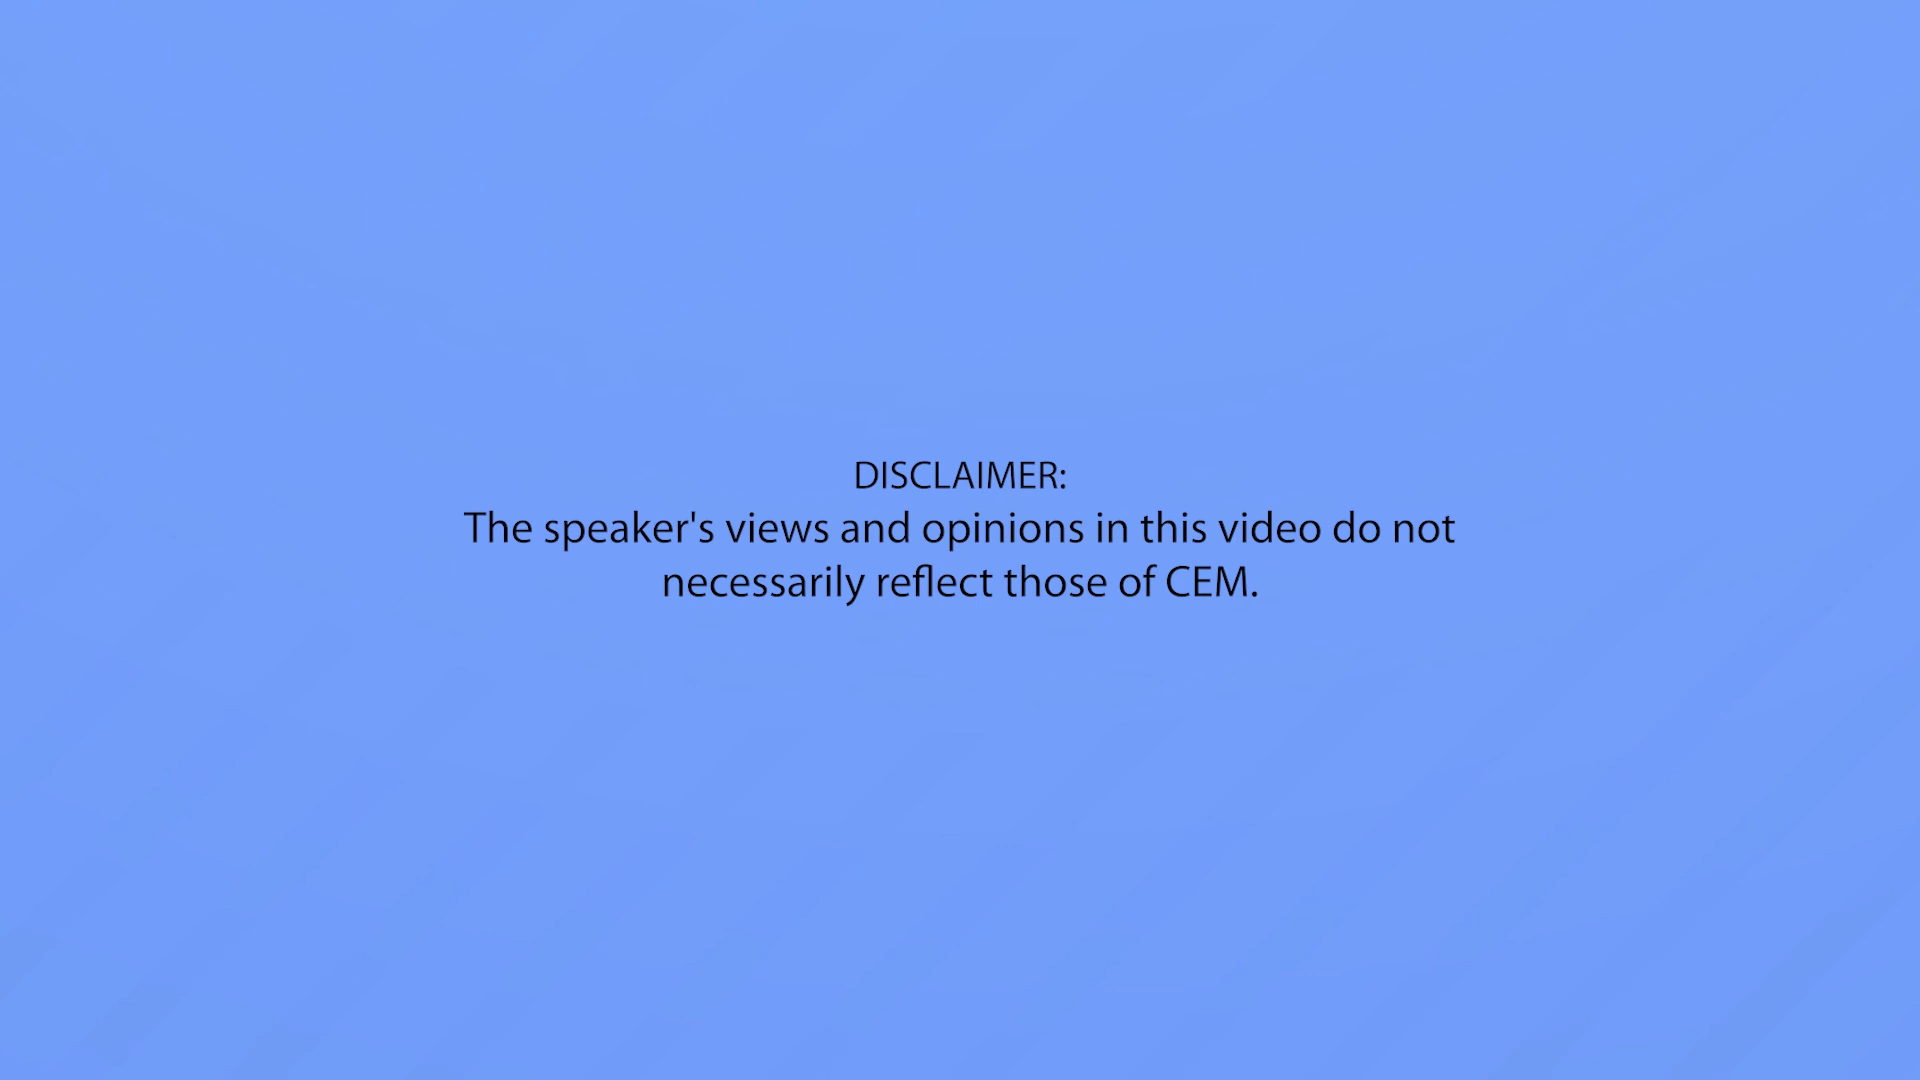 DISCLAIMER:
The speaker's views and opinions in this video do not
necessarily reflect those of CEM.